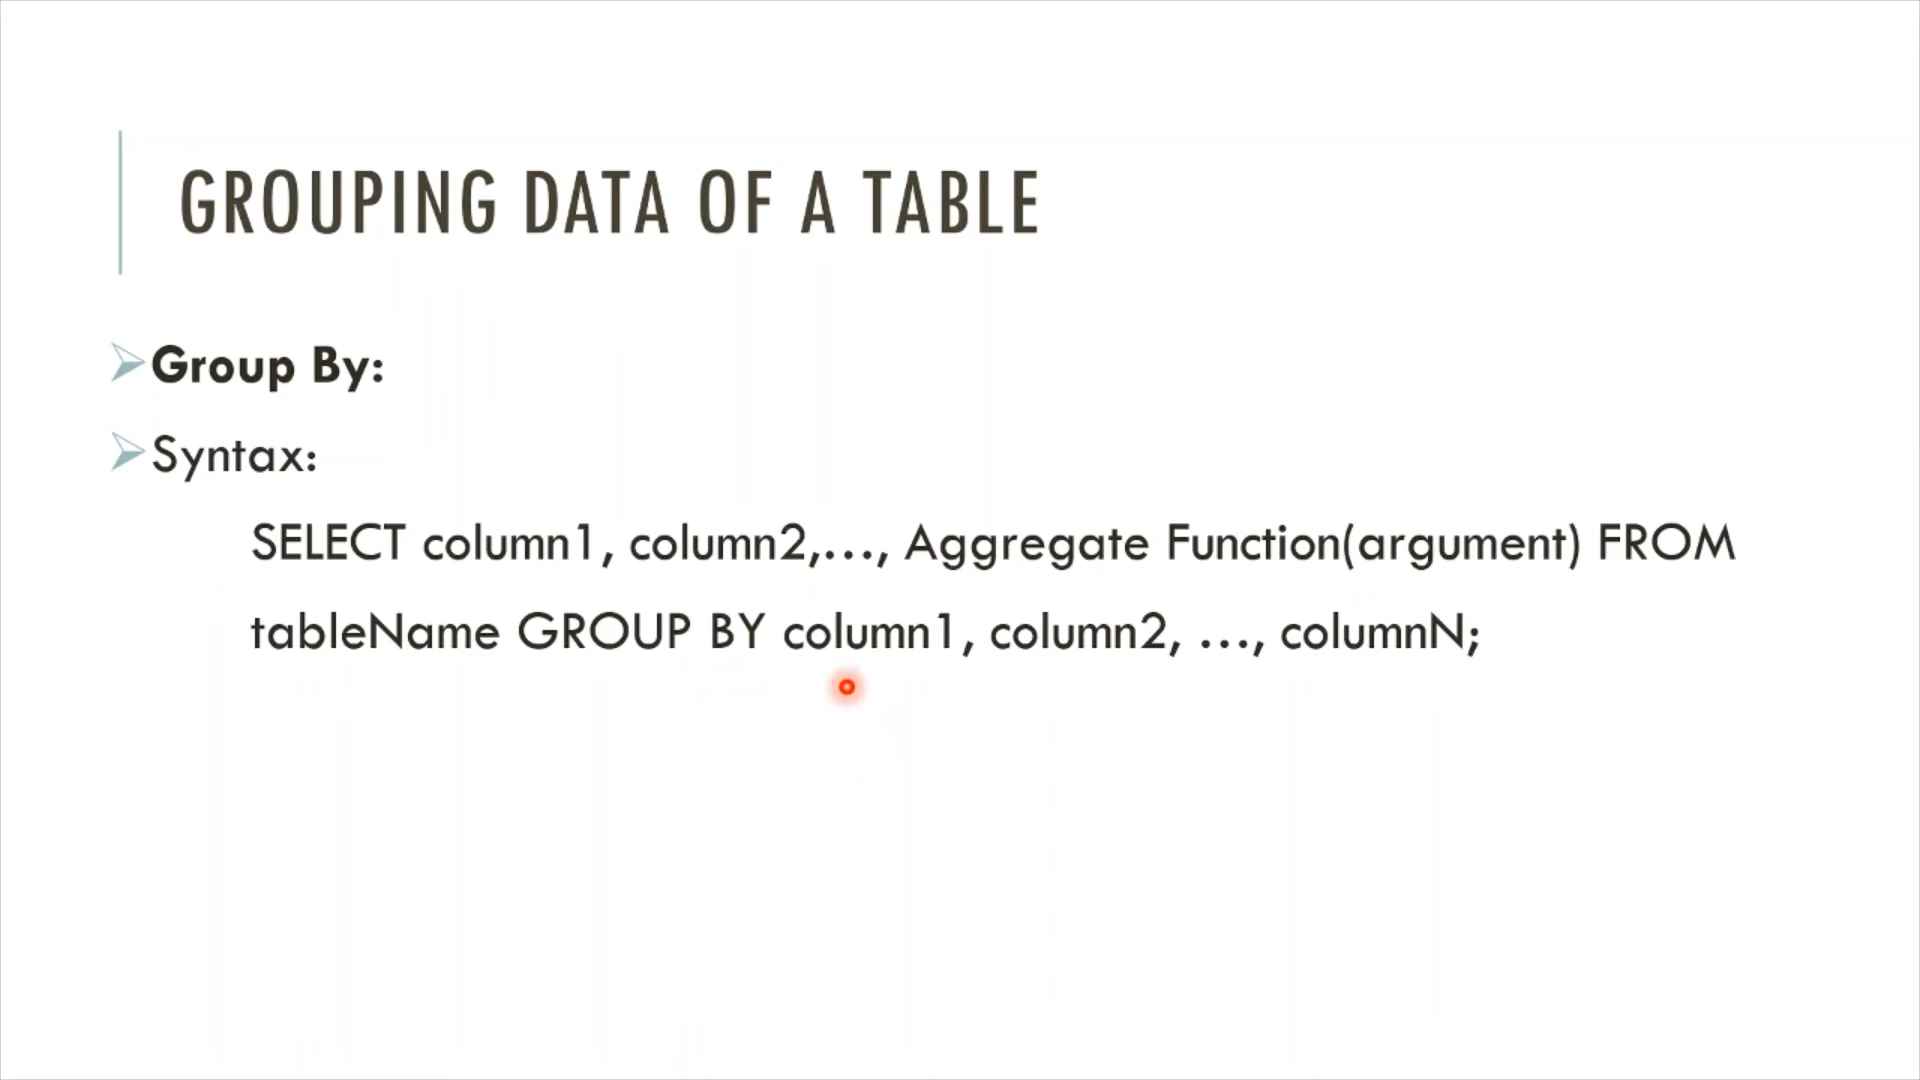 GROUPING DATA OF A TABLE
Group By:
Syntax:
SELECT column1, column2,..., Aggregate Function(argument) FROM
tableName GROUP BY column1, column2, ..., columnN;